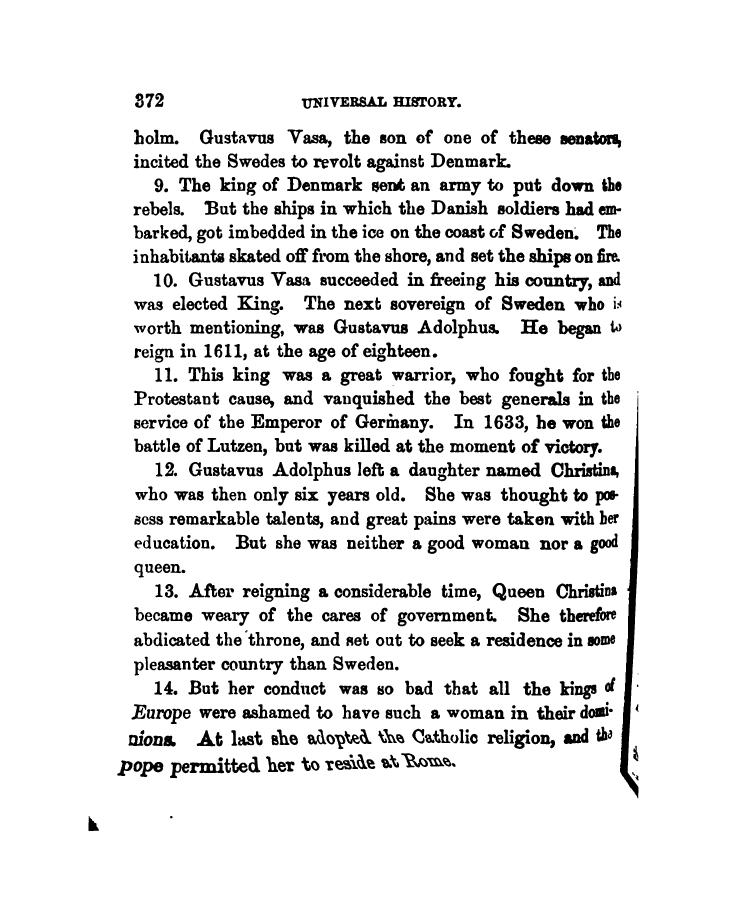 372 UNIVERSAL HISTORY.
holm. Gustavus Vasa, the son of one of these senators,
incited the Swedes to revolt against Denmark.
9. The king of Denmark sent an army to put down the
rebels. But the ships in which the Danish soldiers had em-
barked, got imbedded in the ice on the coast of Sweden. The
inhabitants skated off from the shore, and set the ships on fire.
10. Gustavus Vasa succeeded in freeing his country, and
was elected King. The next sovereign of Sweden who is
worth mentioning, was Gustavus Adolphus. He began to
reign in 1611, at the age of eighteen.
11. This king was a great warrior, who fought for the
Protestant cause, and vanquished the best generals in the
service of the Emperor of Germany. In 1633, he won the
battle of Lutzen, but was killed at the moment of victory.
12. Gustavus Adolphus left a daughter named Christina,
who was then only six years old. She was thought to pos-
sess remarkable talents, and great pains were taken with her
education. But she was neither a good woman nor a good
queen.
13. After reigning a considerable time, Queen Christina
became weary of the cares of government. She therefore
abdicated the throne, and set out to seek a residence in some
pleasanter country than Sweden.
14. But her conduct was so bad that all the kings of
Europe were ashamed to have such a woman in their domi-
nions. At last she adopted the Catholic religion, and the
pope permitted her to reside at Rome.